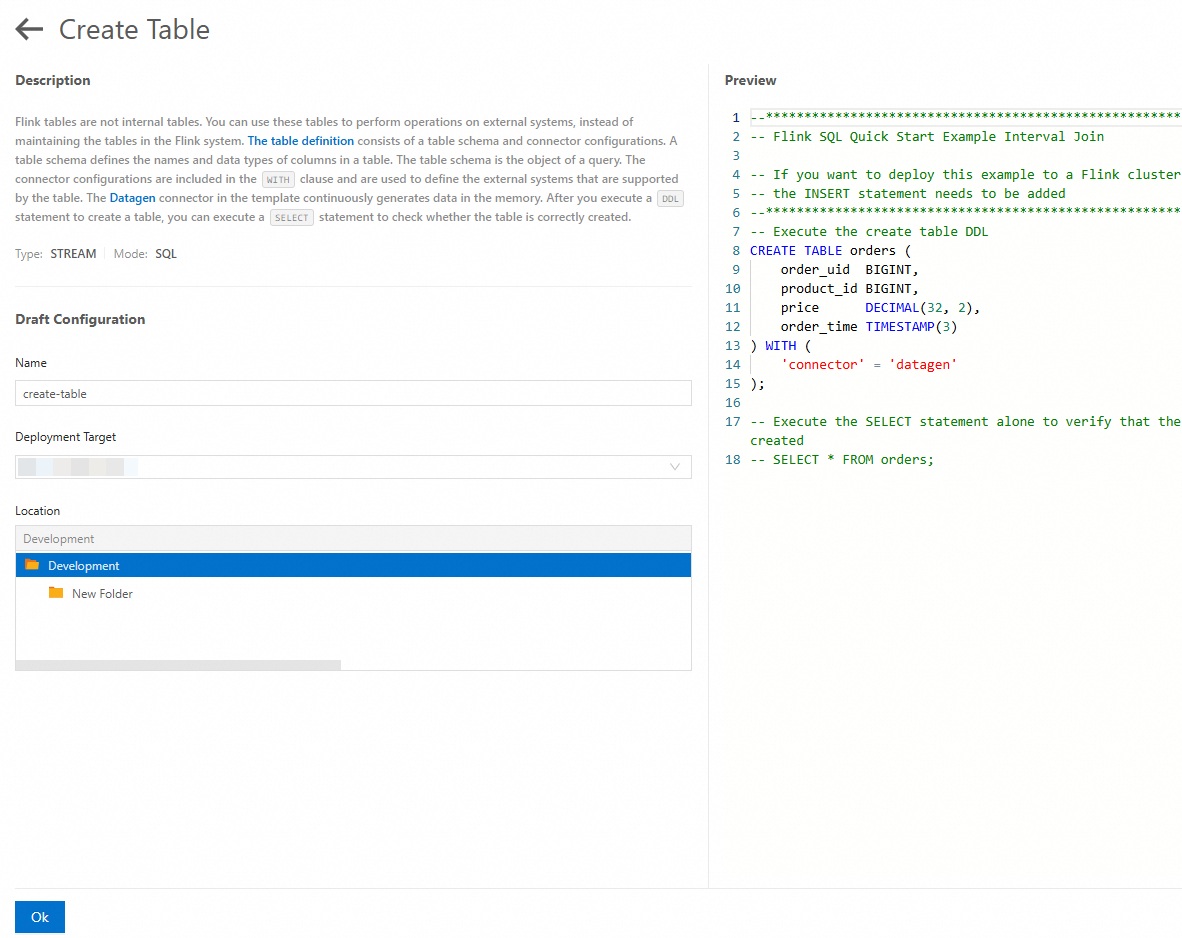 Create Table
Description
Flink tables are not internal tables. You can use these tables to perform operations on external systems, instead of
maintaining the tables in the Flink system. The table definition consists of a table schema and connector configurations. A
table schema defines the names and data types of columns in a table. The table schema is the object of a query. The
connector configurations are included in the WITH clause and are used to define the external systems that are supported
by the table. The Datagen connector in the template continuously generates data in the memory. After you execute a DDL
statement to create a table, you can execute a SELECT statement to check whether the table is correctly created.
Type: STREAM Mode: SQL
Draft Configuration
Name
create-table
Deployment Target
Location
Development
Development
New Folder
Ok
Preview
1 --******************************************************
2 -- Flink SQL Quick Start Example Interval Join
3
4 -- If you want to deploy this example to a Flink cluster
5 -- the INSERT statement needs to be added
6 --******************************************************
7 -- Execute the create table DDL
8 CREATE TABLE orders (
9 order_uid BIGINT,
10 product_id BIGINT,
11 price DECIMAL(32, 2),
12 order_time TIMESTAMP(3)
13 ) WITH (
14 'connector' = 'datagen'
15 );
16
17 -- Execute the SELECT statement alone to verify that the
created
18 -- SELECT * FROM orders;